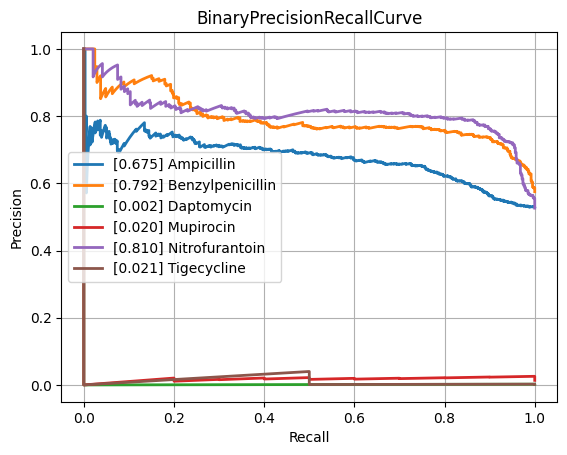 BinaryPrecisionRecallCurve
Precision
1.0
0.8
0.6
0.4
0.2
0.0
[0.675] Ampicillin
[0.792] Benzylpenicillin
[0.002] Daptomycin
[0.020] Mupirocin
[0.810] Nitrofurantoin
[0.021] Tigecycline
0.0 0.2 0.4 0.6 0.8 1.0
Recall